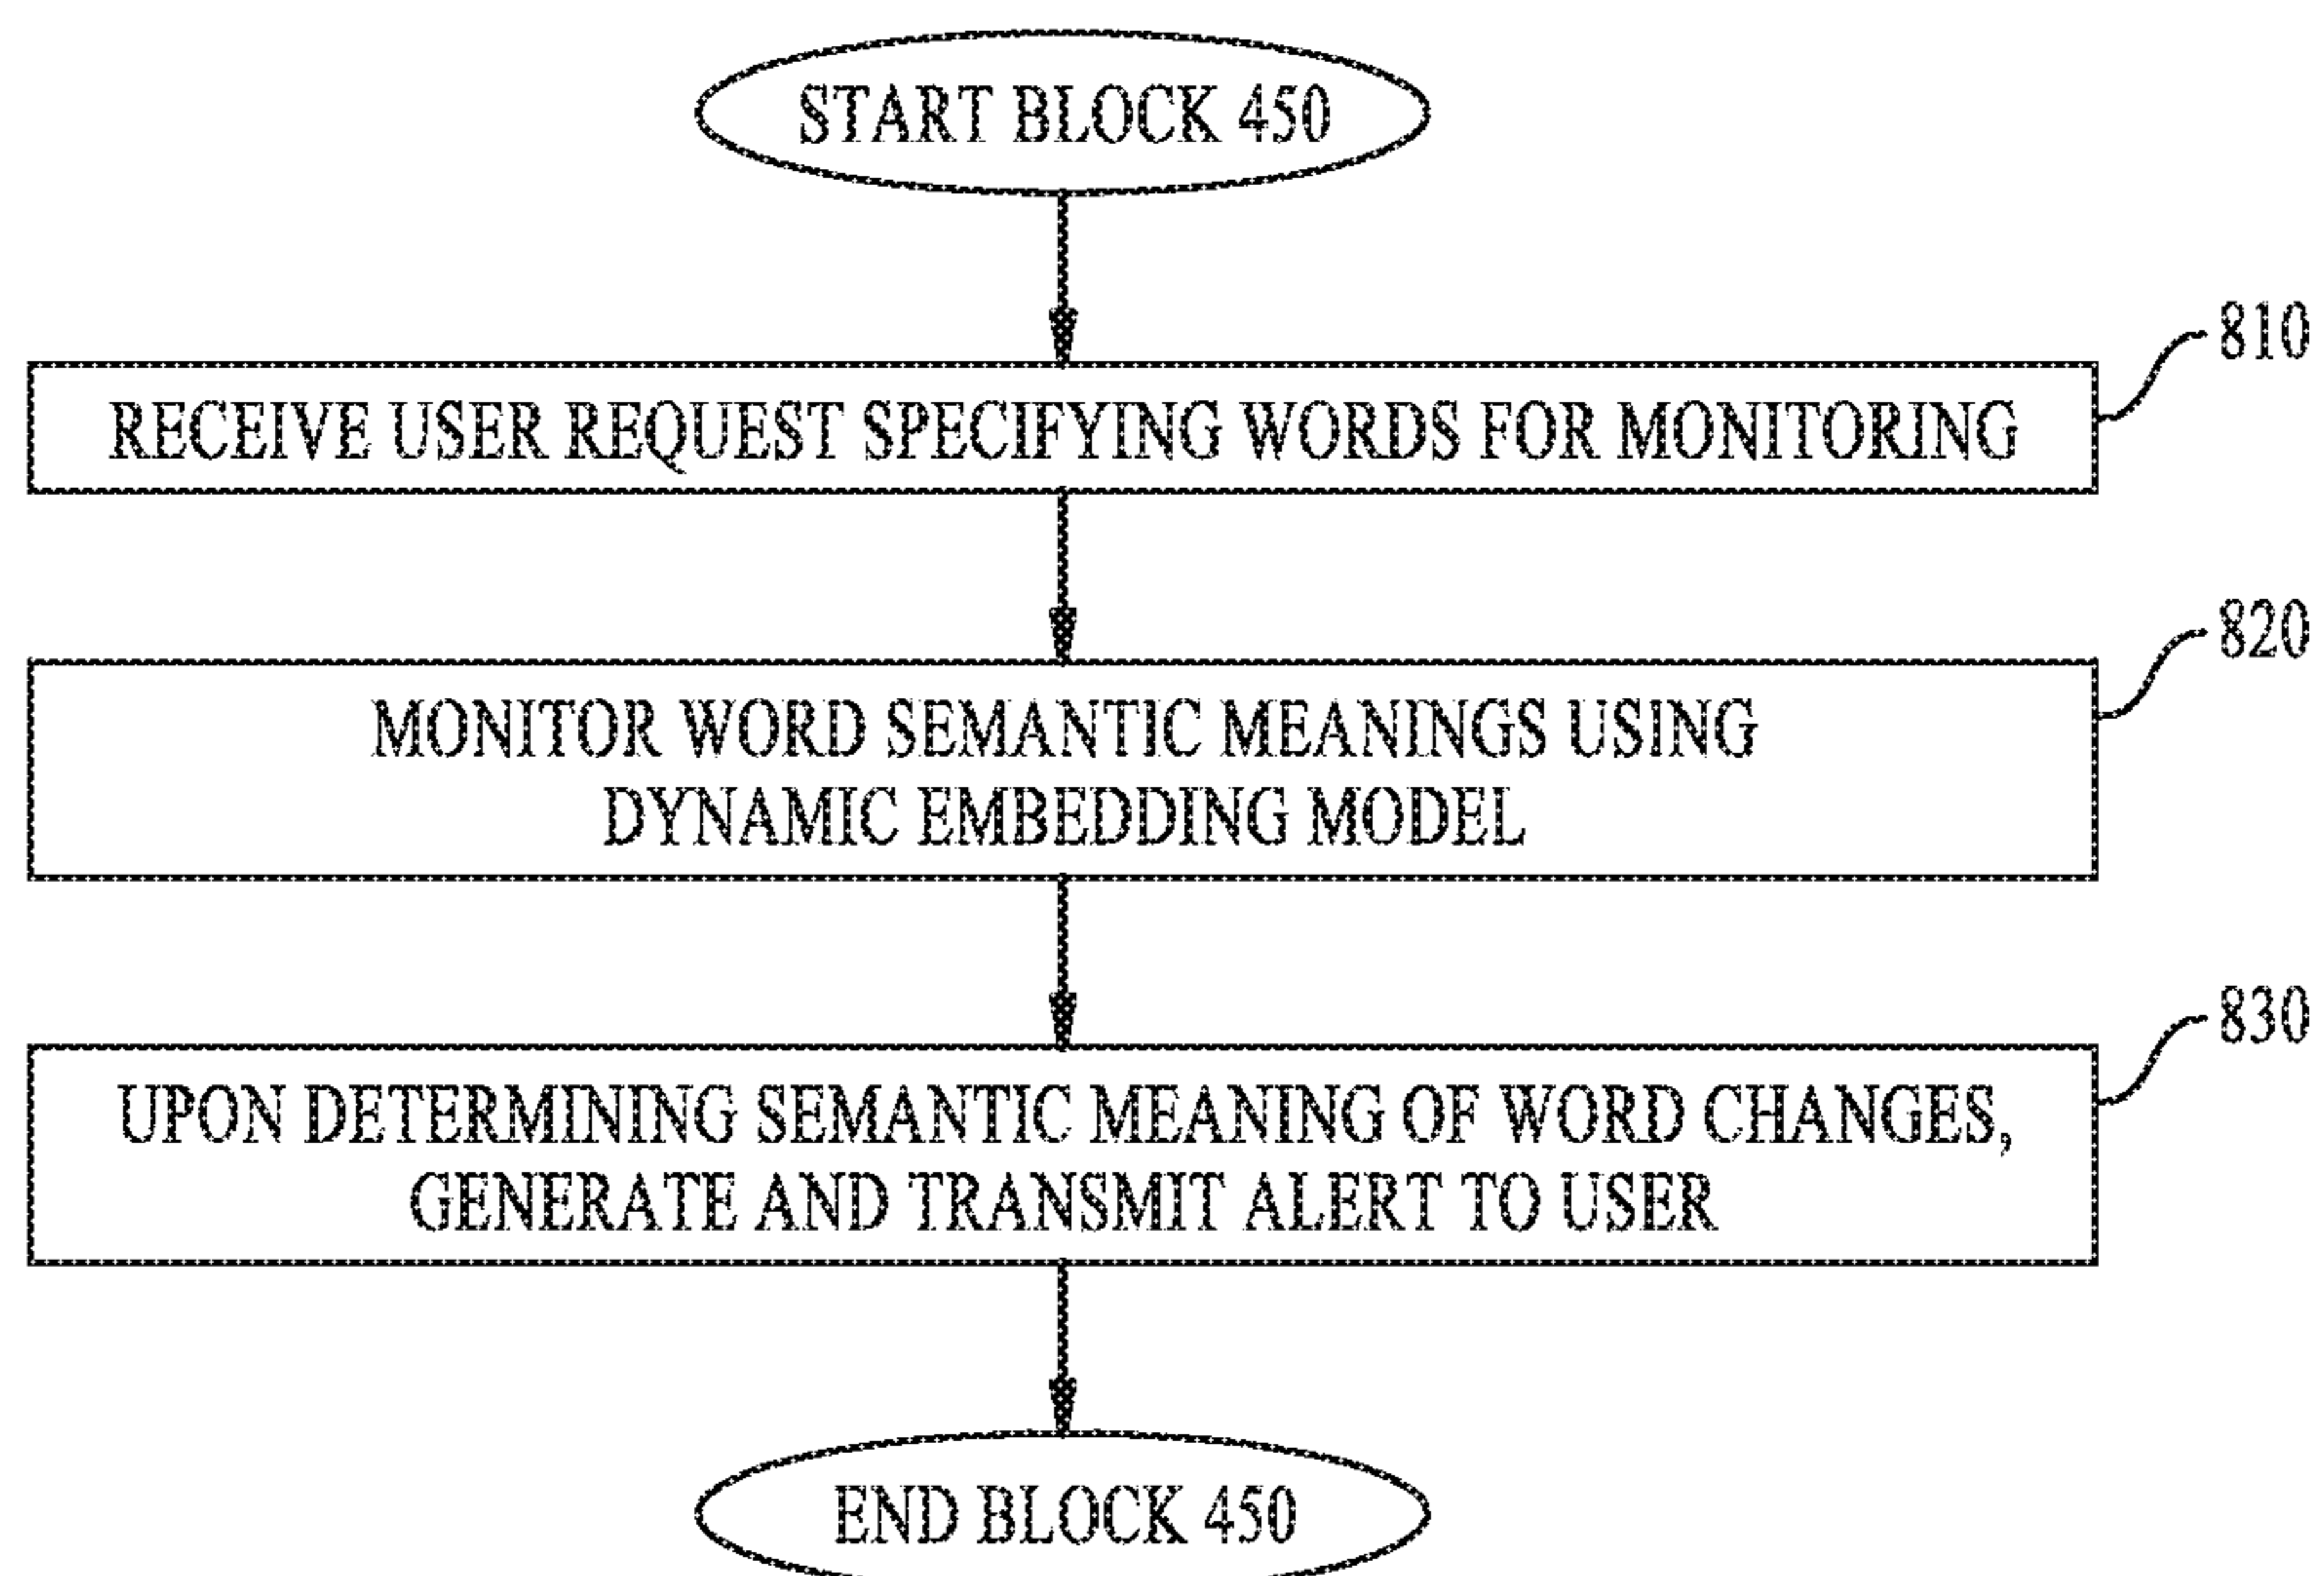 START BLOCK 450
810
RECEIVE USER REQUEST SPECIFYING WORDS FOR MONITORING
820
MONITOR WORD SEMANTIC MEANINGS USING
DYNAMIC EMBEDDING MODEL
830
UPON DETERMINING SEMANTIC MEANING OF WORD CHANGES,
GENERATE AND TRANSMIT ALERT TO USER
END BLOCK 450